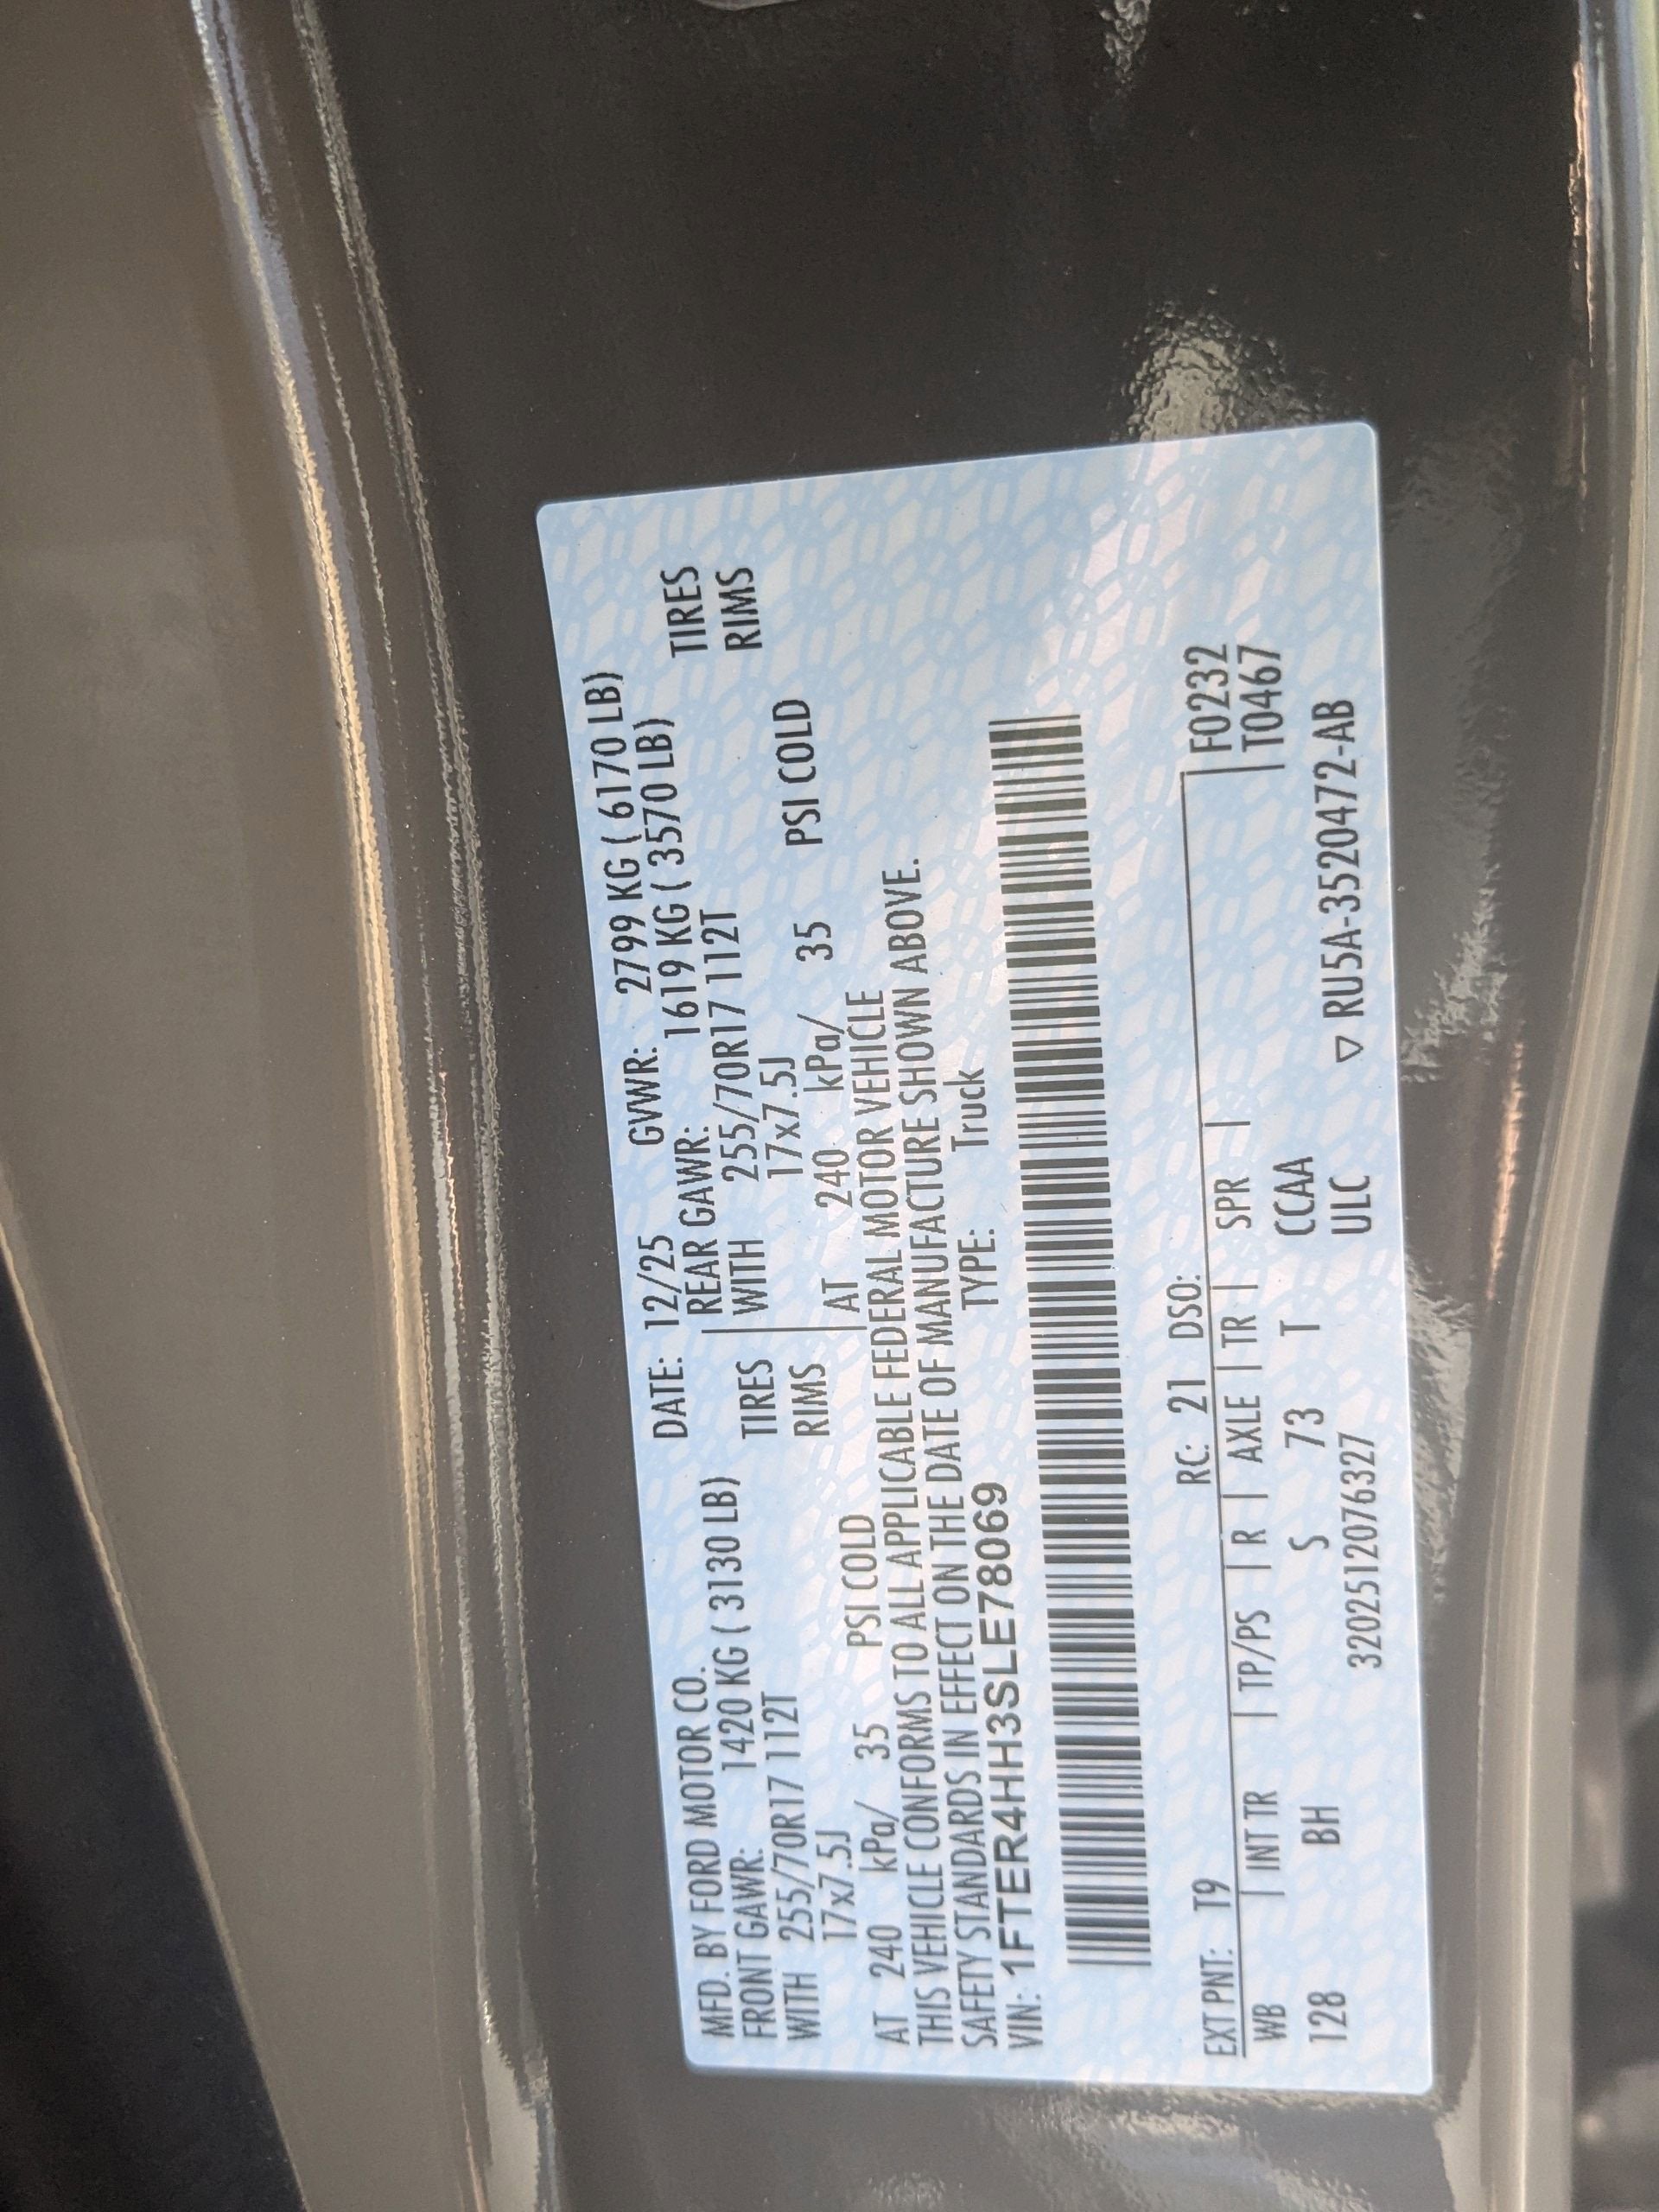 MFD. BY FORD MOTOR CO. DATE: 12/25 GVWR: 2799 KG ( 6170 LB)
FRONT GAWR: 1420 KG ( 3130 LB) REAR GAWR: 1619 KG ( 3570 LB)
WITH 255/70R17 112T TIRES WITH 255/70R17 112T TIRES
17x7.5J RIMS 17x7.5J RIMS
AT 240 kPa/ 35 PSI COLD AT 240 kPa/ 35 PSI COLD
THIS VEHICLE CONFORMS TO ALL APPLICABLE FEDERAL MOTOR VEHICLE
SAFETY STANDARDS IN EFFECT ON THE DATE OF MANUFACTURE SHOWN ABOVE.
VIN: 1FTER4HH3SLE78069 TYPE: Truck
EXT PNT: T9 RC: 21 DSO: F0232
WB | INT TR | TP/PS | R | AXLE | TR | SPR | T0467
128 BH S 73 T CCAA
3202512076327 ULC ▽ RU5A-3520472-AB